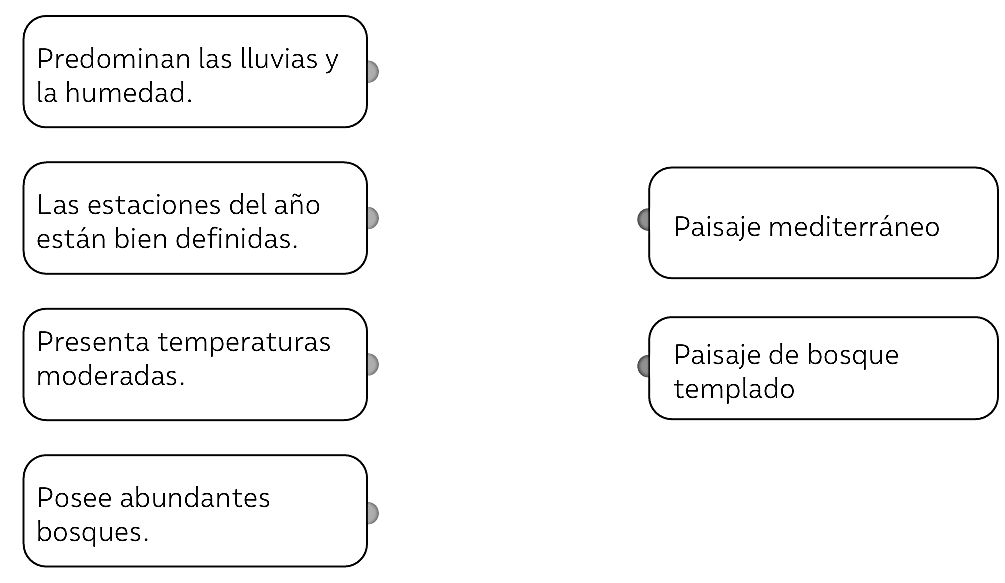 Predominan las lluvias y
la humedad.
Las estaciones del año
están bien definidas.
Presenta temperaturas
moderadas.
Posee abundantes
bosques.
Paisaje mediterráneo
Paisaje de bosque
templado